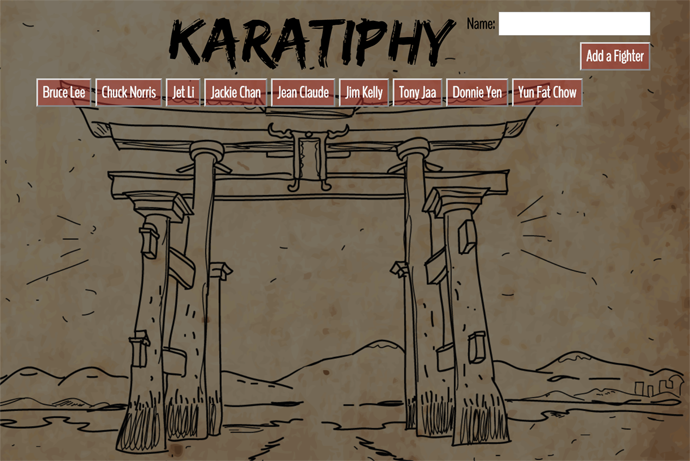 KARATIPHY
Name:
Add a Fighter
Bruce Lee Chuck Norris Jet Li Jackie Chan Jean Claude Jim Kelly Tony Jaa Donnie Yen Yun Fat Chow